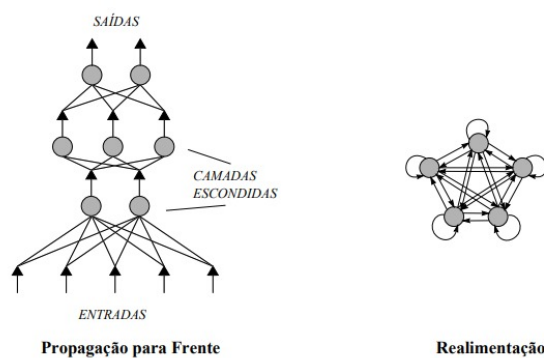 SAÍDAS
CAMADAS
ESCONDIDAS
ENTRADAS
Propagação para Frente
Realimentação